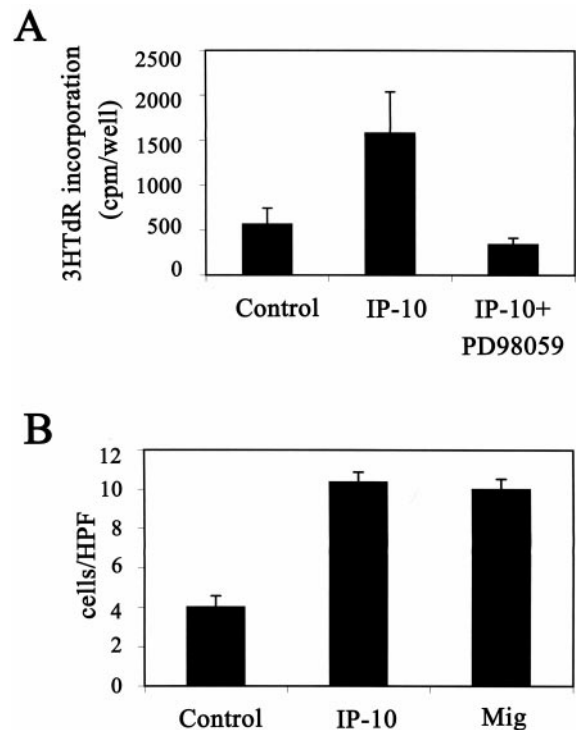 A
3HTdR incorporation
(cpm/well)
2500
2000
1500
1000
500
0
Control IP-10 IP-10+
PD98059
B
cells/HPF
12
10
8
6
4
2
0
Control IP-10 Mig